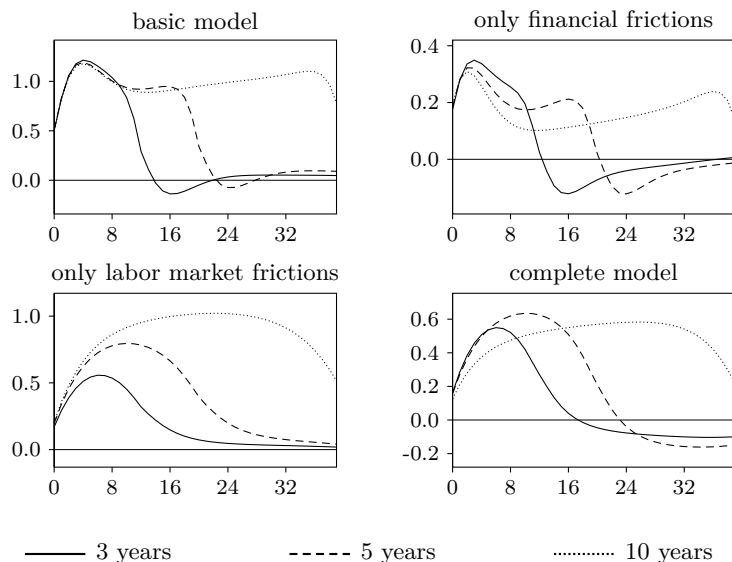 basic model
only financial frictions
1.0
0.5
0.0
0.4
0.2
0.0
0 8 16 24 32
0 8 16 24 32
only labor market frictions
complete model
1.0
0.5
0.0
0.6
0.4
0.2
0.0
-0.2
0 8 16 24 32
0 8 16 24 32
3 years 5 years 10 years